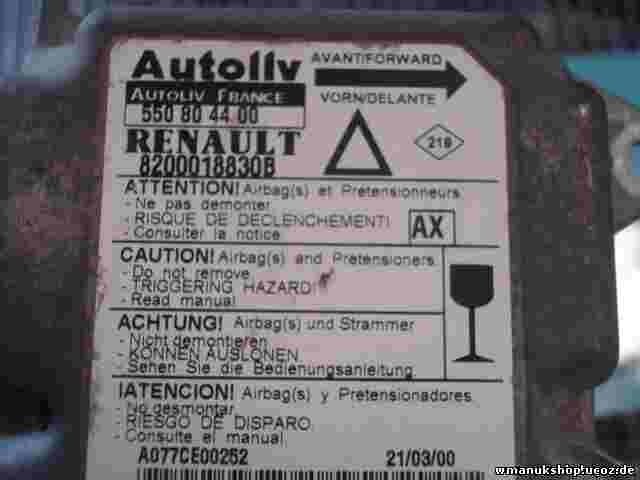 Autoliv
AVANT/FORWARD
AUTOLIV FRANCE
VORN/DELANTE
550 80 44 00
RENAULT
8200018830B
218
ATTENTION! Airbag(s) et Pretensionneurs
- Ne pas demonter
- RISQUE DE DECLENCHEMENT!
- Consulter la notice
AX
CAUTION! Airbag(s) and Pretensioners
- Do not remove
- TRIGGERING HAZARD!
- Read manual
ACHTUNG! Airbag(s) und Strammer
- Nicht demontieren
- KONNEN AUSLONEN
- Sehen Sie die Bedienungsanleitung
!ATENCION! Airbag(s) y Pretensionadores
- No desmontar
- RIESGO DE DISPARO
- Consulte el manual
A077CE00252
21/03/00
wmanukshop.ucoz.de